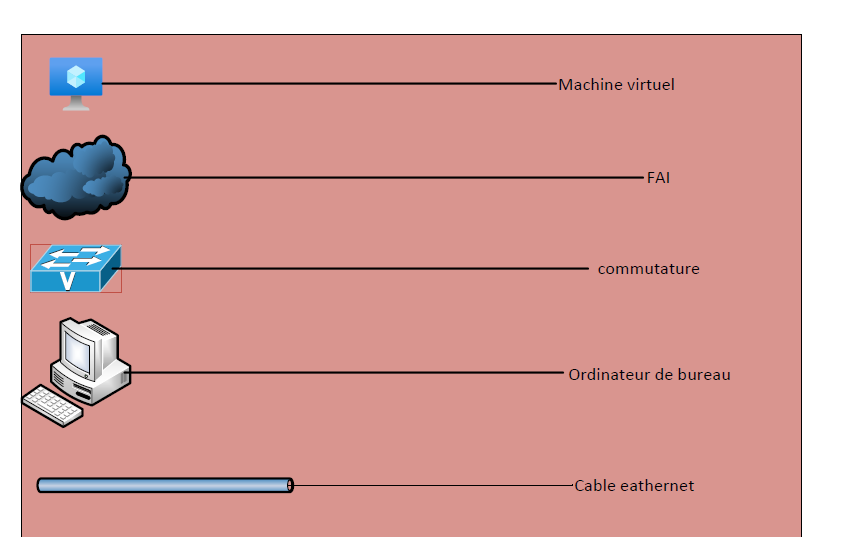 Machine virtuel
FAI
V
commutature
Ordinateur de bureau
Cable eathernet